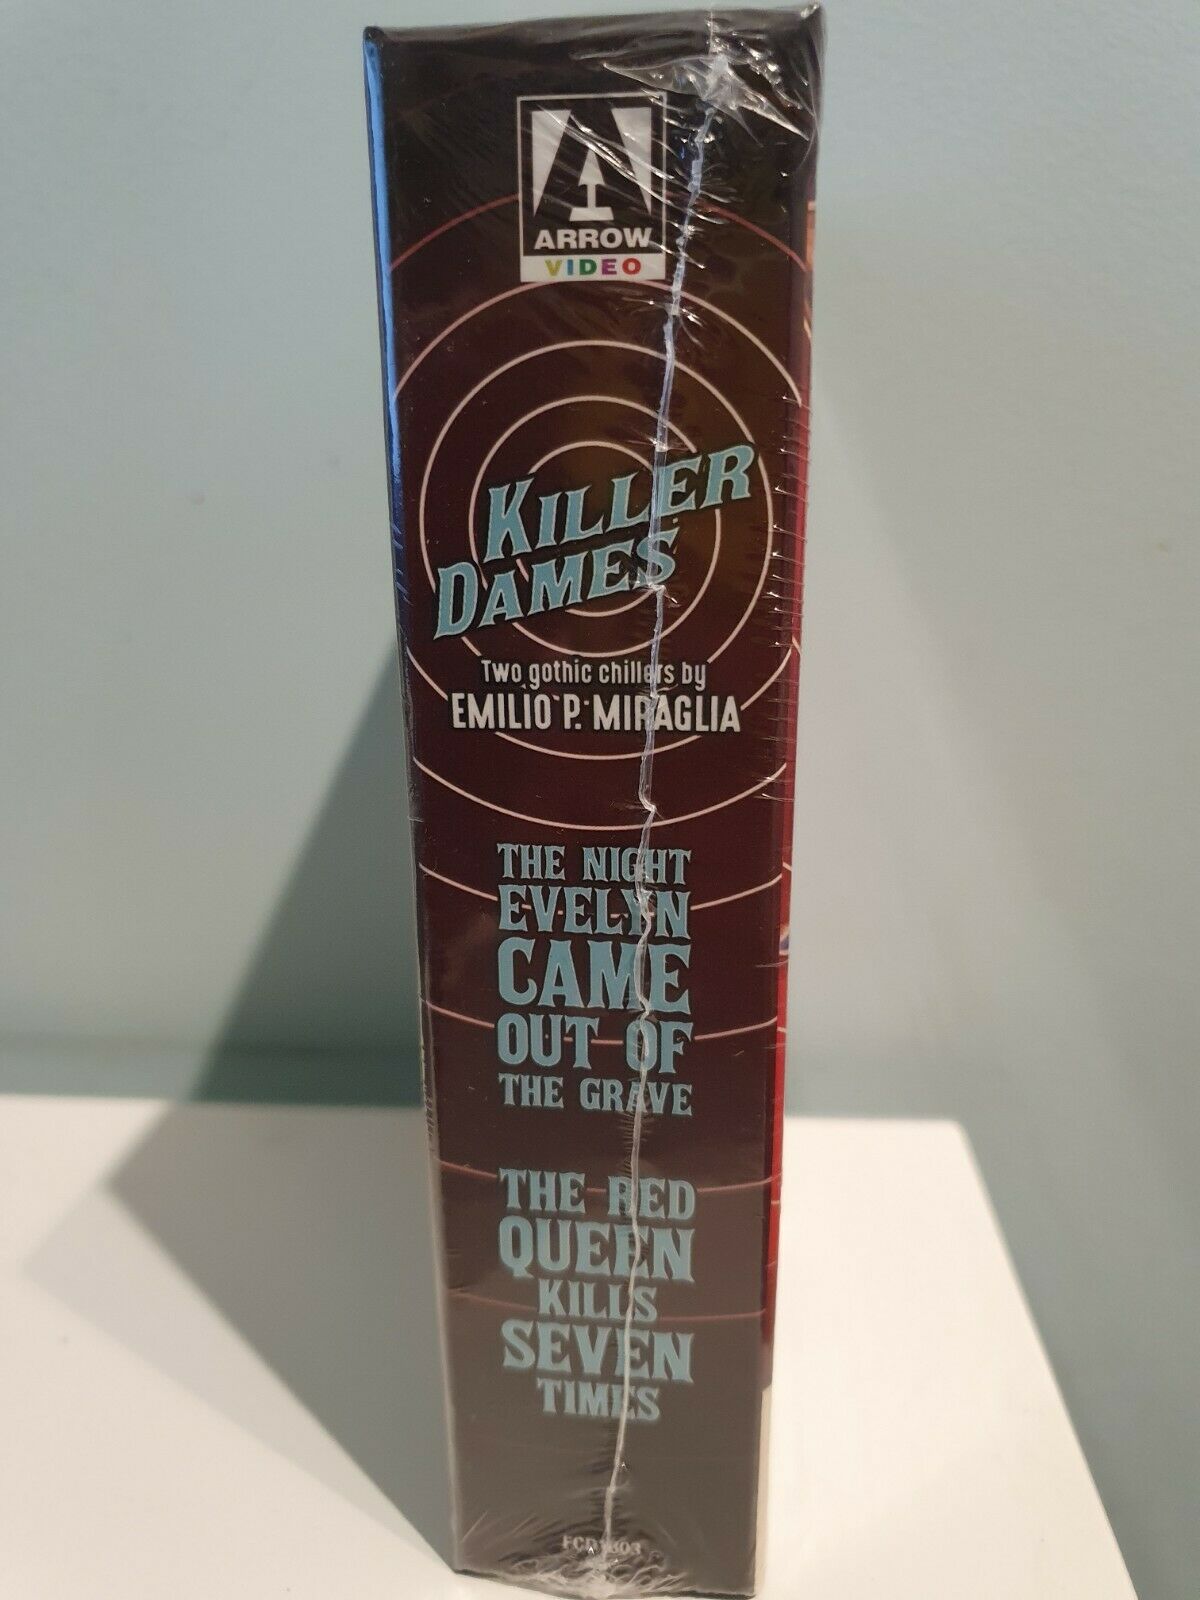 ARROW
VIDEO
KILLER
DAMES
Two gothic chillers by
EMILIO P. MIRAGLIA
THE NIGHT
EVELYN
CAME
OUT OF
THE GRAVE
THE RED
QUEEN
KILLS
SEVEN
TIMES